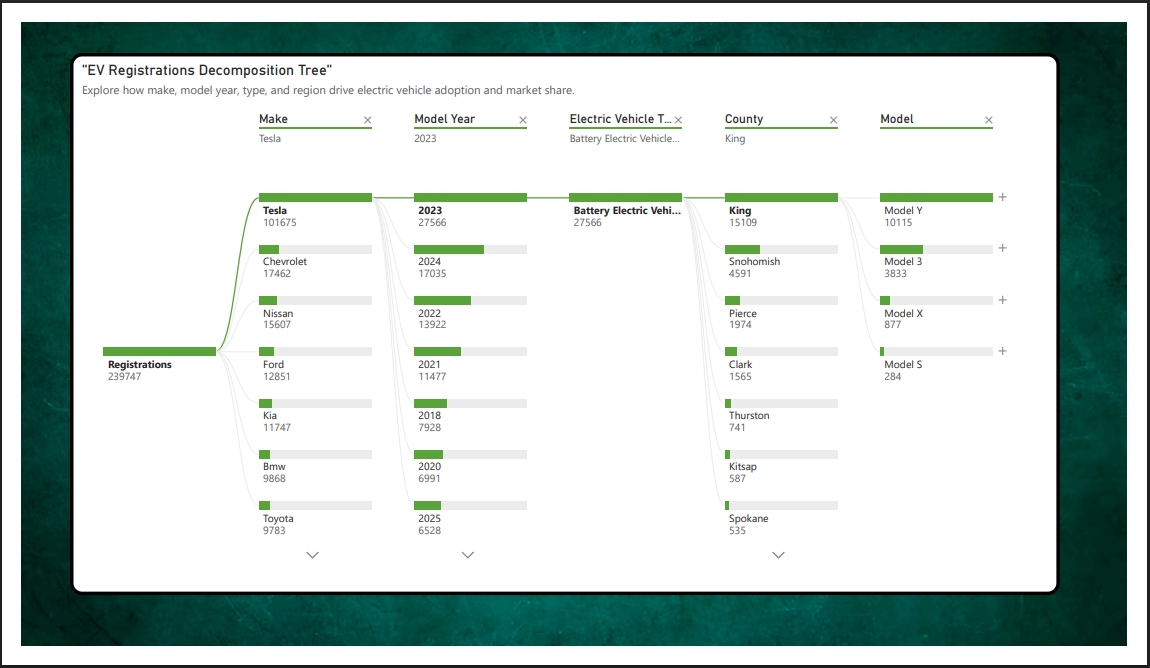 "EV Registrations Decomposition Tree"
Explore how make, model year, type, and region drive electric vehicle adoption and market share.
Make
Tesla
Model Year
2023
Electric Vehicle T...
Battery Electric Vehicle...
County
King
Model
Registrations
239747
Tesla
101675
Chevrolet
17462
Nissan
15607
Ford
12851
Kia
11747
Bmw
9868
Toyota
9783
2023
27566
2024
17035
2022
13922
2021
11477
2018
7928
2020
6991
2025
6528
Battery Electric Vehi...
27566
King
15109
Snohomish
4591
Pierce
1974
Clark
1565
Thurston
741
Kitsap
587
Spokane
535
Model Y
10115
Model 3
3833
Model X
877
Model S
284